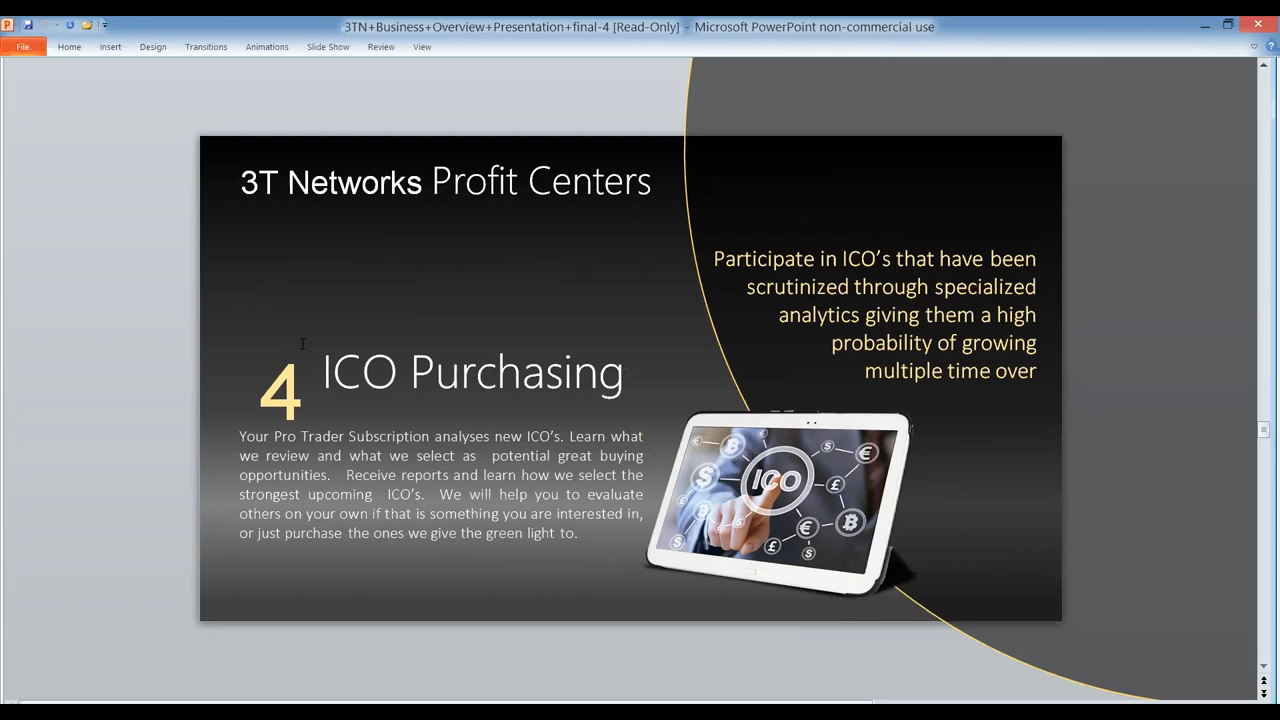 3TN+Business+Overview+Presentation+final-4 [Read-Only] - Microsoft PowerPoint non-commercial use
File
Home
Insert
Design
Transitions
Animations
Slide Show
Review
View
3T Networks Profit Centers
Participate in ICO’s that have been
scrutinized through specialized
analytics giving them a high
probability of growing
multiple time over
4 ICO Purchasing
Your Pro Trader Subscription analyses new ICO’s. Learn what
we review and what we select as potential great buying
opportunities. Receive reports and learn how we select the
strongest upcoming ICO’s. We will help you to evaluate
others on your own if that is something you are interested in,
or just purchase the ones we give the green light to.
ICO